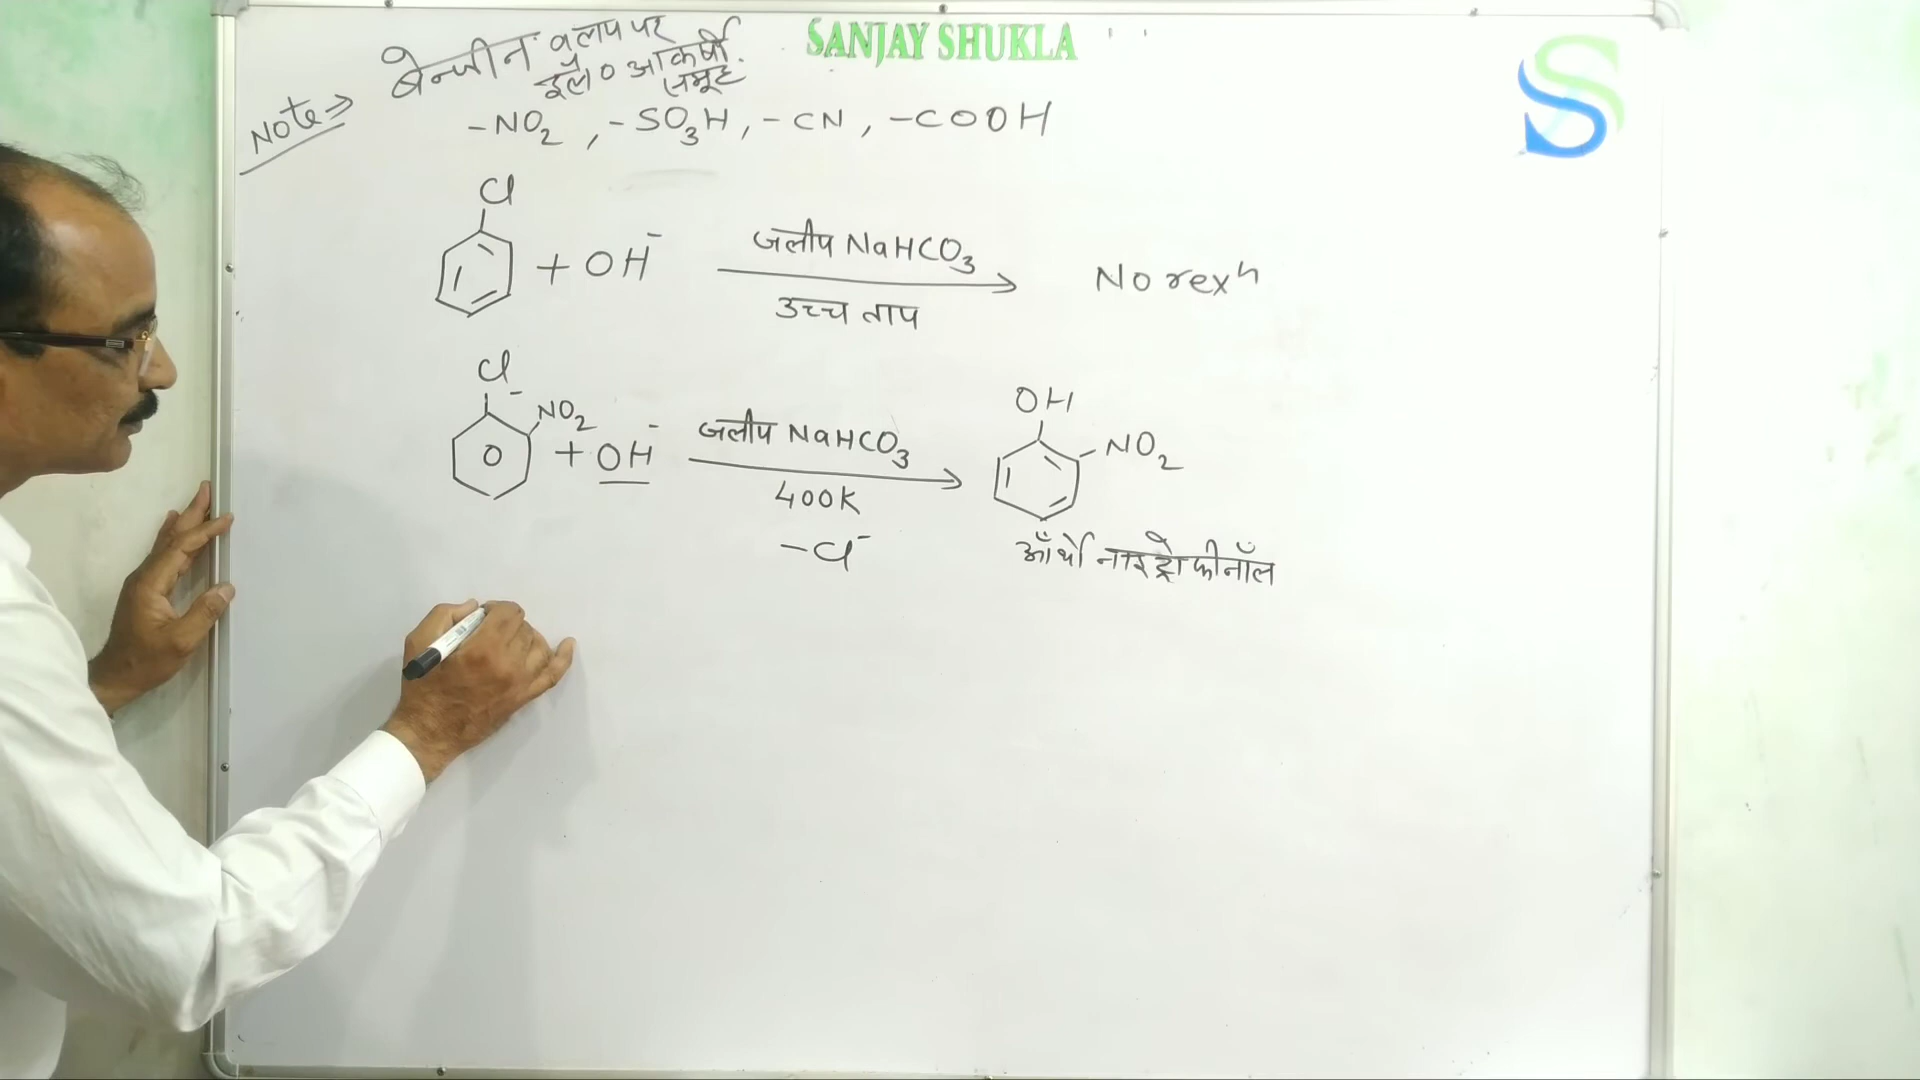 SANJAY SHUKLA
Note⇒ बेन्जीन वलय पर
इले० आकर्षी
समूह
-NO₂, -SO₃H, -CN, -COOH
Cl
+ OH⁻ जलीय NaHCO₃ No rexⁿ
उच्च ताप
Cl
NO₂ + OH⁻ जलीय NaHCO₃ OH NO₂
400K
-Cl⁻ ऑर्थो नाइट्रो फीनॉल